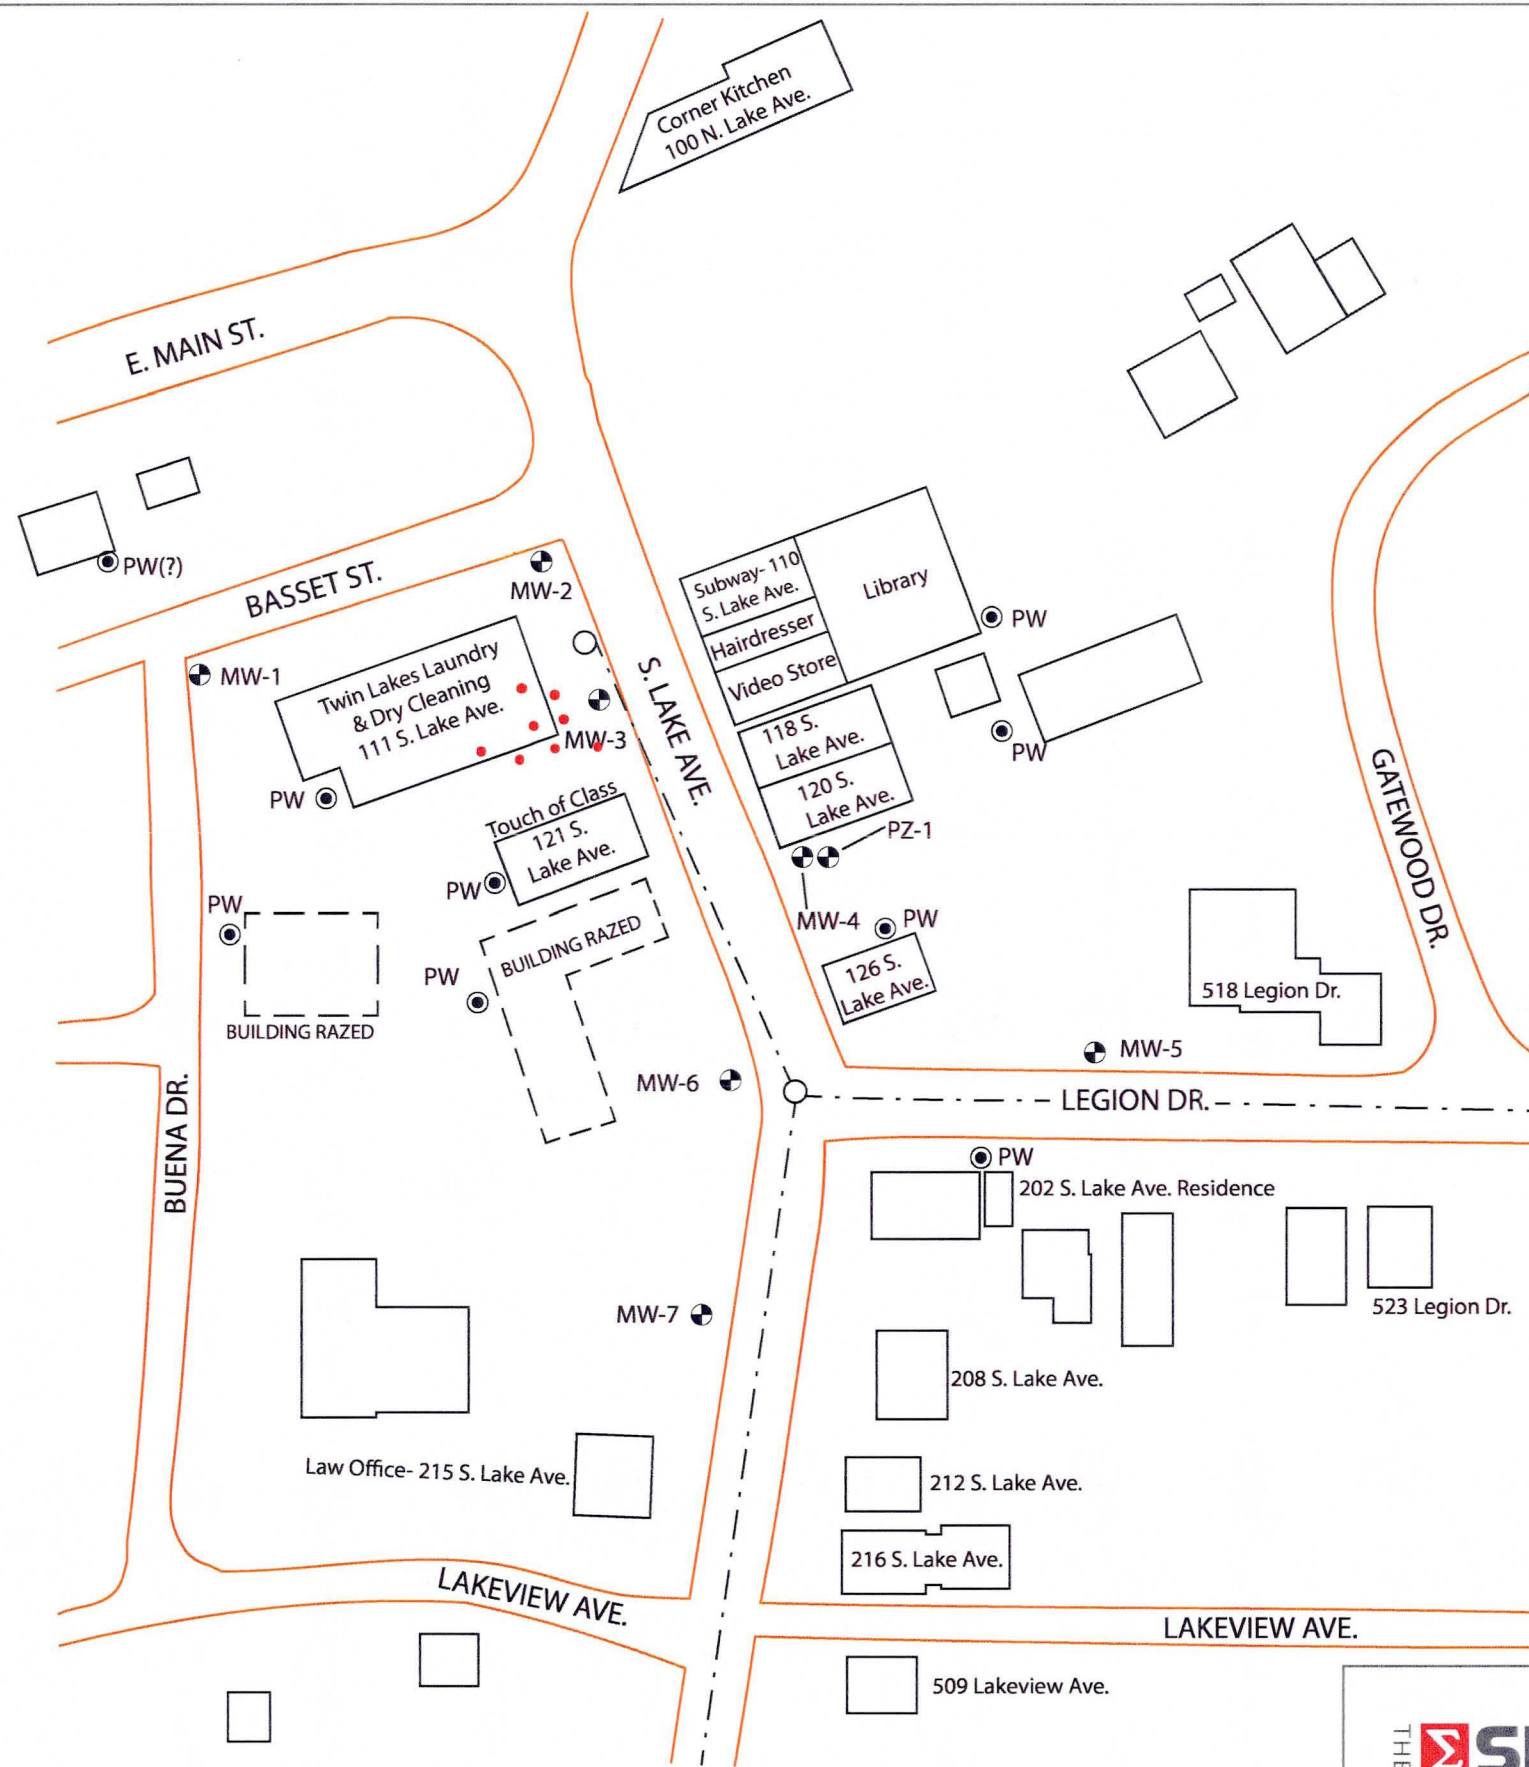 Corner Kitchen
100 N. Lake Ave.
E. MAIN ST.
PW(?)
BASSET ST.
MW-2
MW-1
Subway- 110
S. Lake Ave.
Hairdresser
Video Store
Library
PW
PW
Twin Lakes Laundry
& Dry Cleaning
111 S. Lake Ave.
MW-3
S. LAKE AVE.
118 S.
Lake Ave.
120 S.
Lake Ave.
PZ-1
GATEWOOD DR.
PW
Touch of Class
121 S.
Lake Ave.
PW
MW-4
PW
PW
BUILDING RAZED
PW
BUILDING RAZED
126 S.
Lake Ave.
518 Legion Dr.
MW-5
MW-6
LEGION DR.
BUENA DR.
PW
202 S. Lake Ave. Residence
MW-7
523 Legion Dr.
208 S. Lake Ave.
Law Office- 215 S. Lake Ave.
212 S. Lake Ave.
216 S. Lake Ave.
LAKEVIEW AVE.
LAKEVIEW AVE.
509 Lakeview Ave.
THE